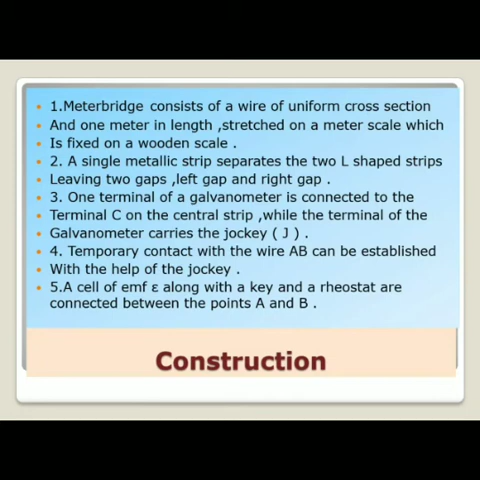 • 1.Meterbridge consists of a wire of uniform cross section
• And one meter in length ,stretched on a meter scale which
• Is fixed on a wooden scale .
• 2. A single metallic strip separates the two L shaped strips
• Leaving two gaps ,left gap and right gap .
• 3. One terminal of a galvanometer is connected to the
• Terminal C on the central strip ,while the terminal of the
• Galvanometer carries the jockey ( J ) .
• 4. Temporary contact with the wire AB can be established
• With the help of the jockey .
• 5.A cell of emf ε along with a key and a rheostat are
connected between the points A and B .
Construction